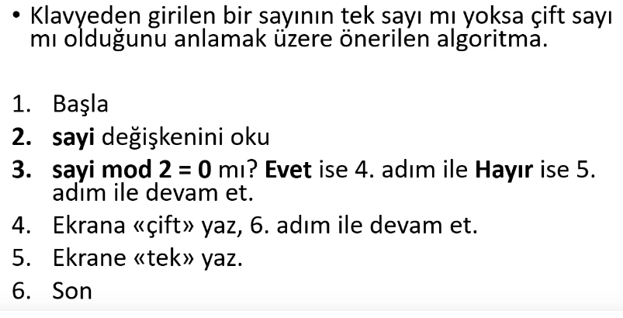 • Klavyeden girilen bir sayının tek sayı mı yoksa çift sayı
mı olduğunu anlamak üzere önerilen algoritma.
1. Başla
2. sayi değişkenini oku
3. sayi mod 2 = 0 mı? Evet ise 4. adım ile Hayır ise 5.
adım ile devam et.
4. Ekrana «çift» yaz, 6. adım ile devam et.
5. Ekrane «tek» yaz.
6. Son